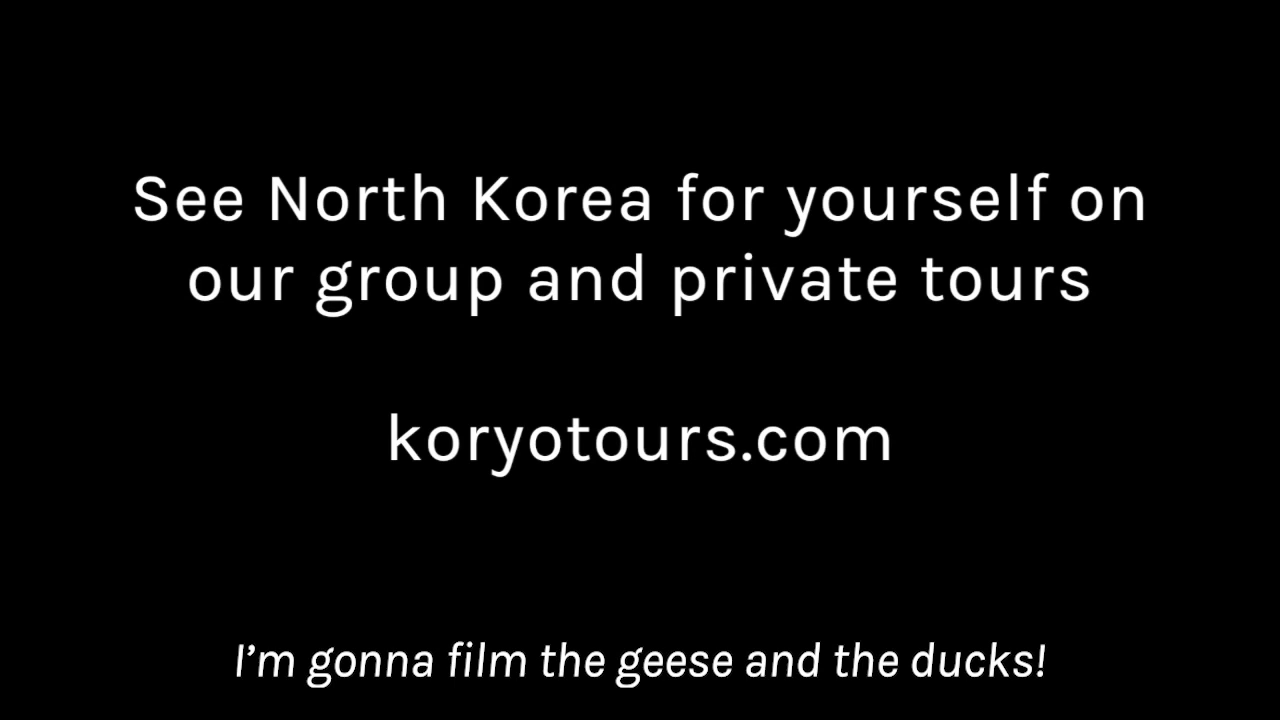 See North Korea for yourself on
our group and private tours
koryotours.com
I'm gonna film the geese and the ducks!